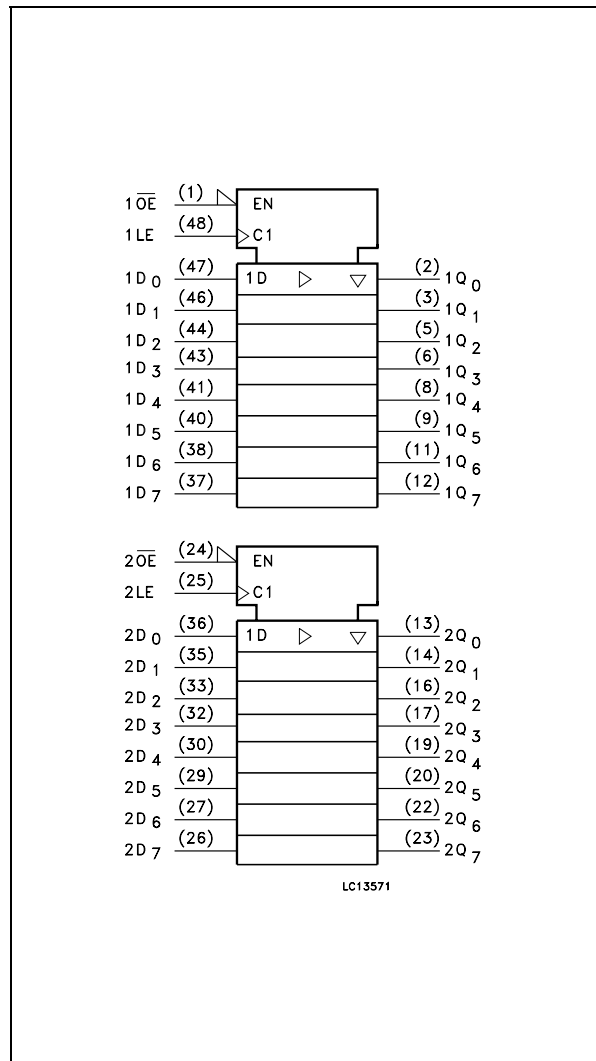 1OE (1) EN
1LE (48) C1
1D0 (47) 1D (2) 1Q0
1D1 (46) (3) 1Q1
1D2 (44) (5) 1Q2
1D3 (43) (6) 1Q3
1D4 (41) (8) 1Q4
1D5 (40) (9) 1Q5
1D6 (38) (11) 1Q6
1D7 (37) (12) 1Q7
2OE (24) EN
2LE (25) C1
2D0 (36) 1D (13) 2Q0
2D1 (35) (14) 2Q1
2D2 (33) (16) 2Q2
2D3 (32) (17) 2Q3
2D4 (30) (19) 2Q4
2D5 (29) (20) 2Q5
2D6 (27) (22) 2Q6
2D7 (26) (23) 2Q7
LC13571